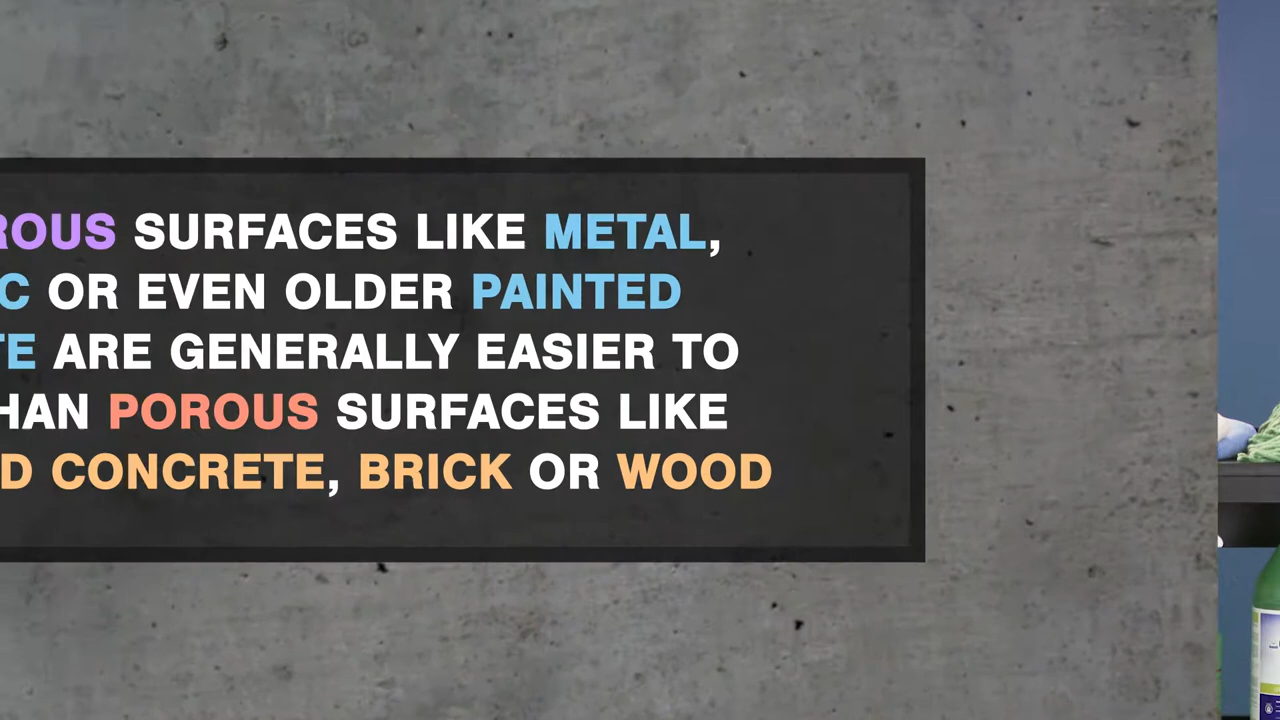 ROUS SURFACES LIKE METAL,
C OR EVEN OLDER PAINTED
TE ARE GENERALLY EASIER TO
HAN POROUS SURFACES LIKE
D CONCRETE, BRICK OR WOOD